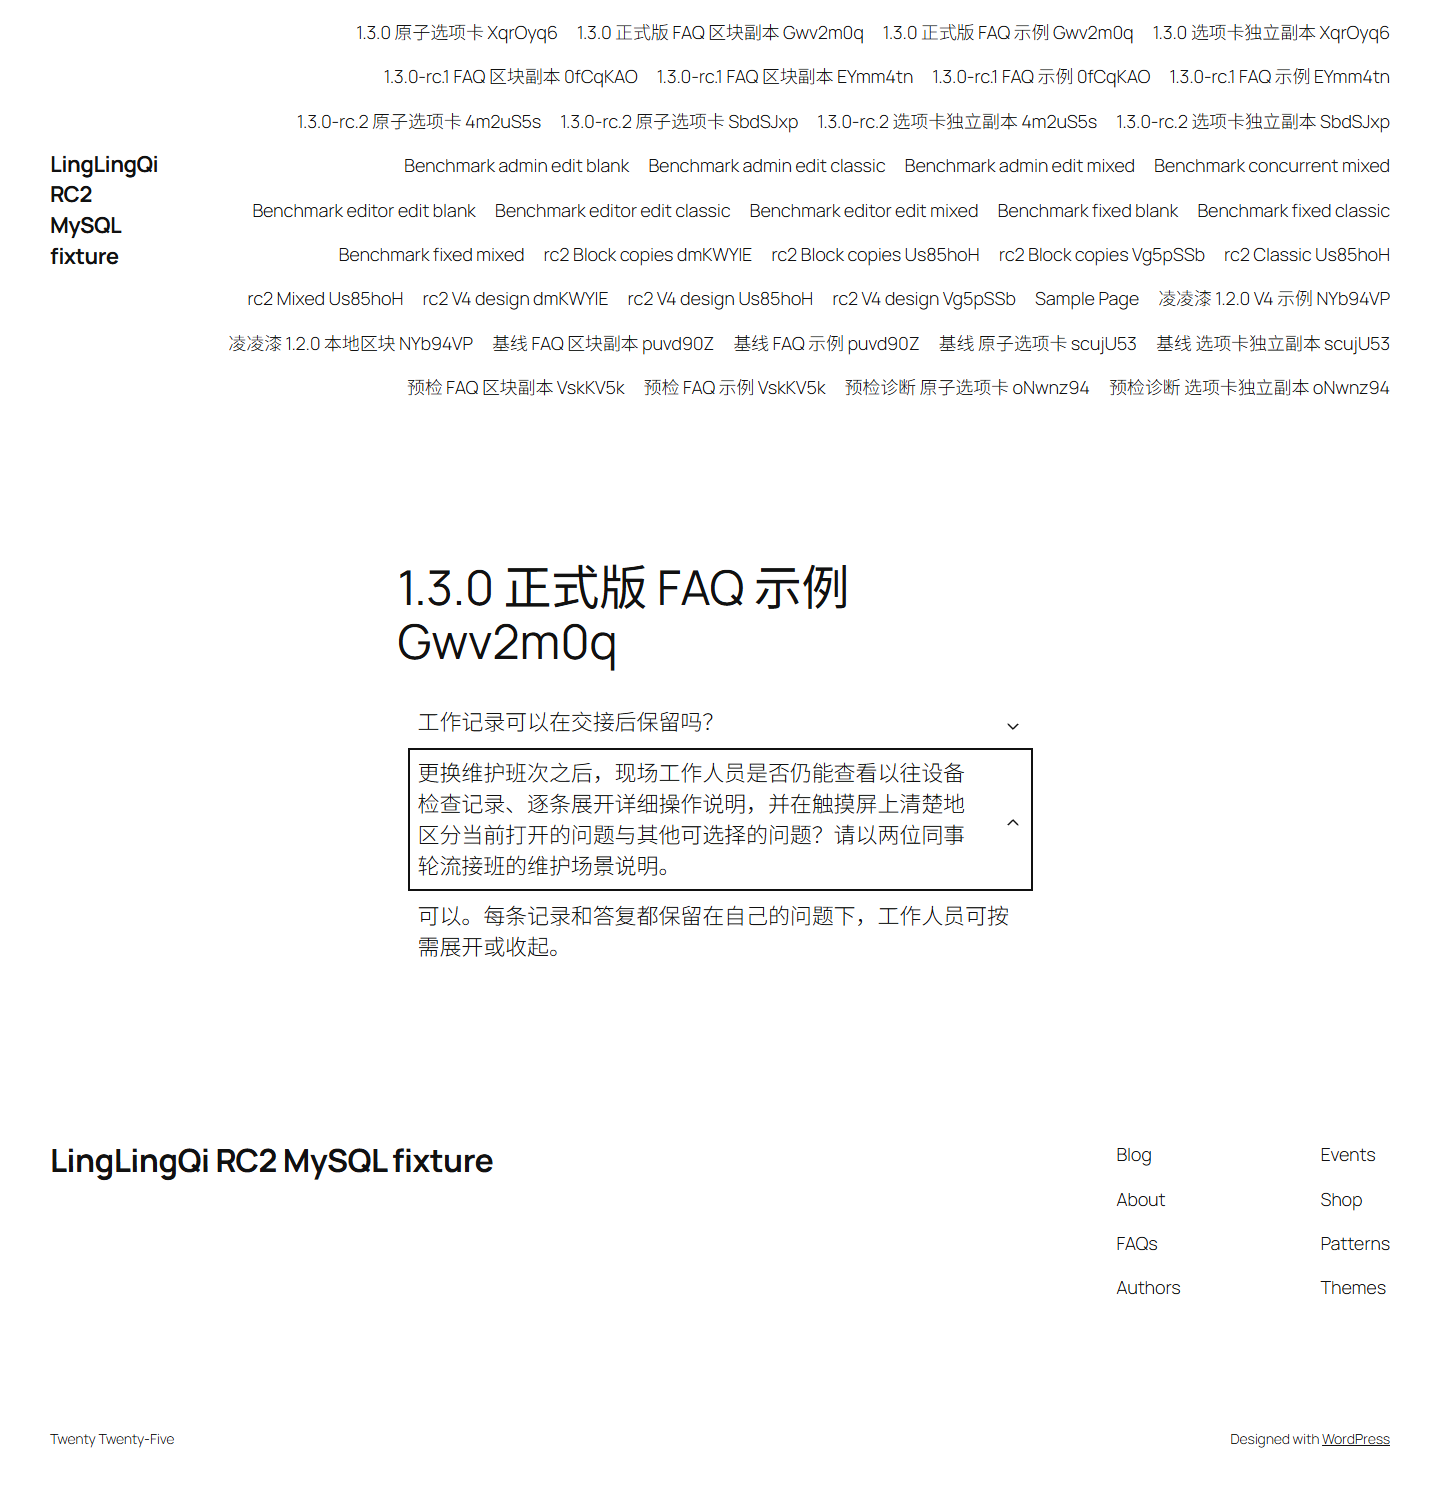 1.3.0 原子选项卡 XqrOyq6 1.3.0 正式版 FAQ 区块副本 Gwv2m0q 1.3.0 正式版 FAQ 示例 Gwv2m0q 1.3.0 选项卡独立副本 XqrOyq6
1.3.0-rc.1 FAQ 区块副本 0fCqKAO 1.3.0-rc.1 FAQ 区块副本 EYmm4tn 1.3.0-rc.1 FAQ 示例 0fCqKAO 1.3.0-rc.1 FAQ 示例 EYmm4tn
1.3.0-rc.2 原子选项卡 4m2uS5s 1.3.0-rc.2 原子选项卡 SbdSJxp 1.3.0-rc.2 选项卡独立副本 4m2uS5s 1.3.0-rc.2 选项卡独立副本 SbdSJxp
LingLingQi
RC2
MySQL
fixture
Benchmark admin edit blank Benchmark admin edit classic Benchmark admin edit mixed Benchmark concurrent mixed
Benchmark editor edit blank Benchmark editor edit classic Benchmark editor edit mixed Benchmark fixed blank Benchmark fixed classic
Benchmark fixed mixed rc2 Block copies dmKWYlE rc2 Block copies Us85hoH rc2 Block copies Vg5pSSb rc2 Classic Us85hoH
rc2 Mixed Us85hoH rc2 V4 design dmKWYlE rc2 V4 design Us85hoH rc2 V4 design Vg5pSSb Sample Page 凌凌漆 1.2.0 V4 示例 NYb94VP
凌凌漆 1.2.0 本地区块 NYb94VP 基线 FAQ 区块副本 puvd90Z 基线 FAQ 示例 puvd90Z 基线 原子选项卡 scujU53 基线 选项卡独立副本 scujU53
预检 FAQ 区块副本 VskKV5k 预检 FAQ 示例 VskKV5k 预检诊断 原子选项卡 oNwnz94 预检诊断 选项卡独立副本 oNwnz94
1.3.0 正式版 FAQ 示例
Gwv2m0q
工作记录可以在交接后保留吗？
更换维护班次之后，现场工作人员是否仍能查看以往设备
检查记录、逐条展开详细操作说明，并在触摸屏上清楚地
区分当前打开的问题与其他可选择的问题？请以两位同事
轮流接班的维护场景说明。
可以。每条记录和答复都保留在自己的问题下，工作人员可按
需展开或收起。
LingLingQi RC2 MySQL fixture
Blog Events
About Shop
FAQs Patterns
Authors Themes
Twenty Twenty-Five Designed with WordPress